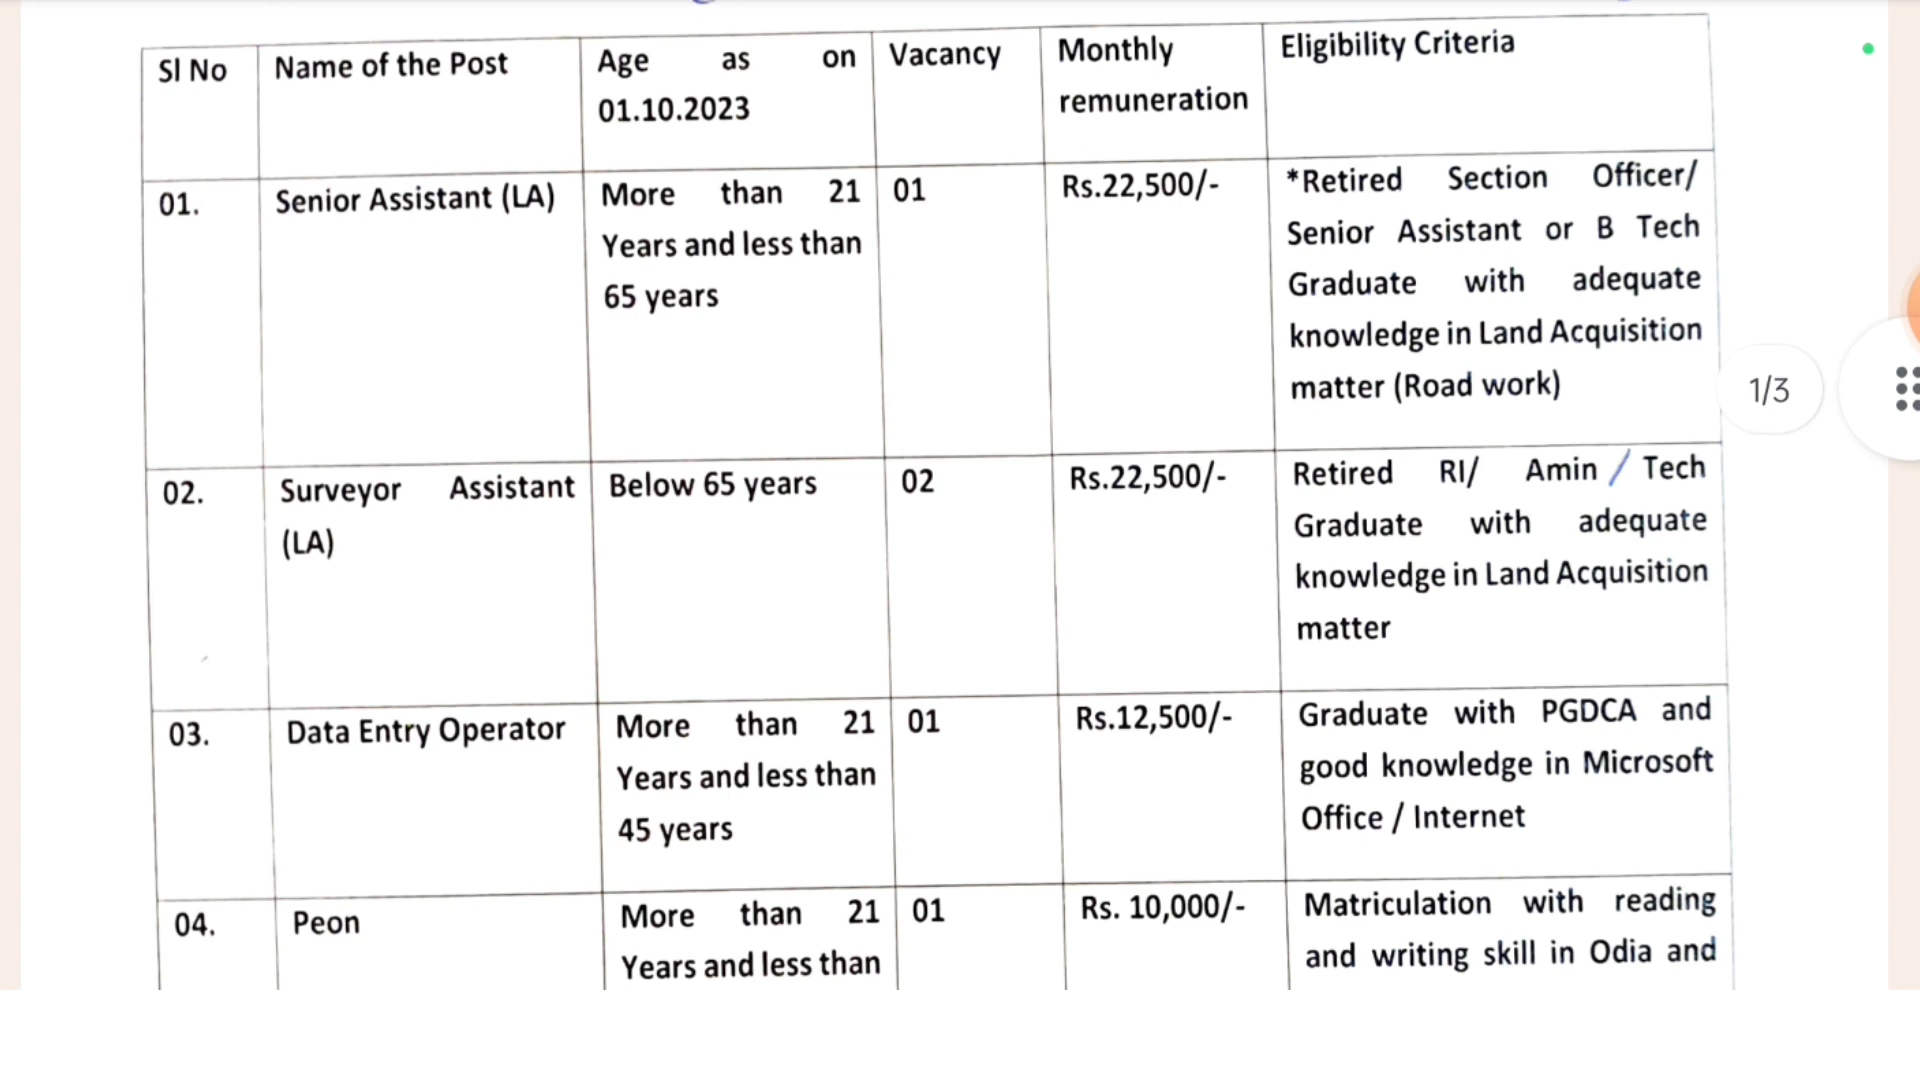 Sl No
Name of the Post
Age as on
01.10.2023
Vacancy
Monthly
remuneration
Eligibility Criteria
01.
Senior Assistant (LA)
More than 21
Years and less than
65 years
01
Rs.22,500/-
*Retired Section Officer/
Senior Assistant or B Tech
Graduate with adequate
knowledge in Land Acquisition
matter (Road work)
02.
Surveyor Assistant
(LA)
Below 65 years
02
Rs.22,500/-
Retired RI/ Amin / Tech
Graduate with adequate
knowledge in Land Acquisition
matter
03.
Data Entry Operator
More than 21
Years and less than
45 years
01
Rs.12,500/-
Graduate with PGDCA and
good knowledge in Microsoft
Office / Internet
04.
Peon
More than 21
Years and less than
01
Rs. 10,000/-
Matriculation with reading
and writing skill in Odia and
1/3